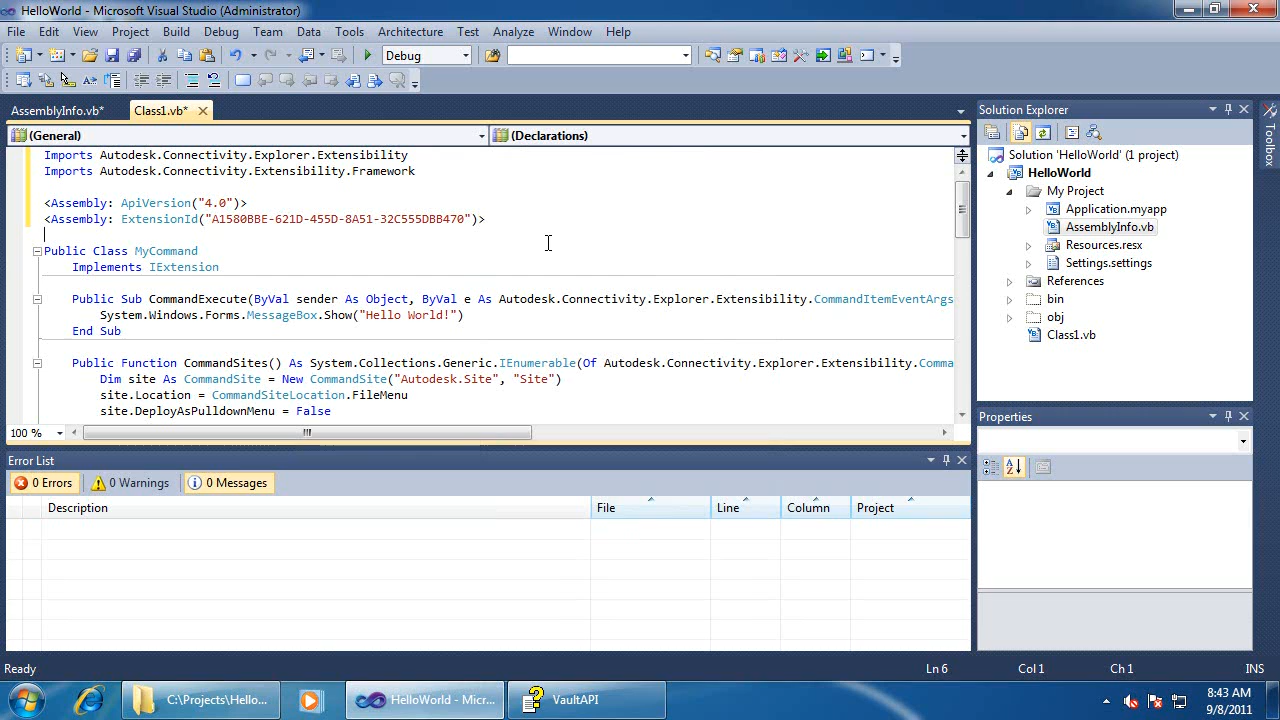 HelloWorld - Microsoft Visual Studio (Administrator)
File Edit View Project Build Debug Team Data Tools Architecture Test Analyze Window Help
Debug
AssemblyInfo.vb* Class1.vb*
(General) (Declarations)
Imports Autodesk.Connectivity.Explorer.Extensibility
Imports Autodesk.Connectivity.Extensibility.Framework
<Assembly: ApiVersion("4.0")>
<Assembly: ExtensionId("A1580BBE-621D-455D-8A51-32C555DBB470")>
Public Class MyCommand
Implements IExtension
Public Sub CommandExecute(ByVal sender As Object, ByVal e As Autodesk.Connectivity.Explorer.Extensibility.CommandItemEventArgs
System.Windows.Forms.MessageBox.Show("Hello World!")
End Sub
Public Function CommandSites() As System.Collections.Generic.IEnumerable(Of Autodesk.Connectivity.Explorer.Extensibility.Comma
Dim site As CommandSite = New CommandSite("Autodesk.Site", "Site")
site.Location = CommandSiteLocation.FileMenu
site.DeployAsPulldownMenu = False
100 %
Solution Explorer
Solution 'HelloWorld' (1 project)
HelloWorld
My Project
Application.myapp
AssemblyInfo.vb
Resources.resx
Settings.settings
References
bin
obj
Class1.vb
Toolbox
Properties
Error List
0 Errors 0 Warnings 0 Messages
Description File Line Column Project
Ready Ln 6 Col 1 Ch 1 INS
C:\Projects\Hello... HelloWorld - Micr... VaultAPI
8:43 AM
9/8/2011